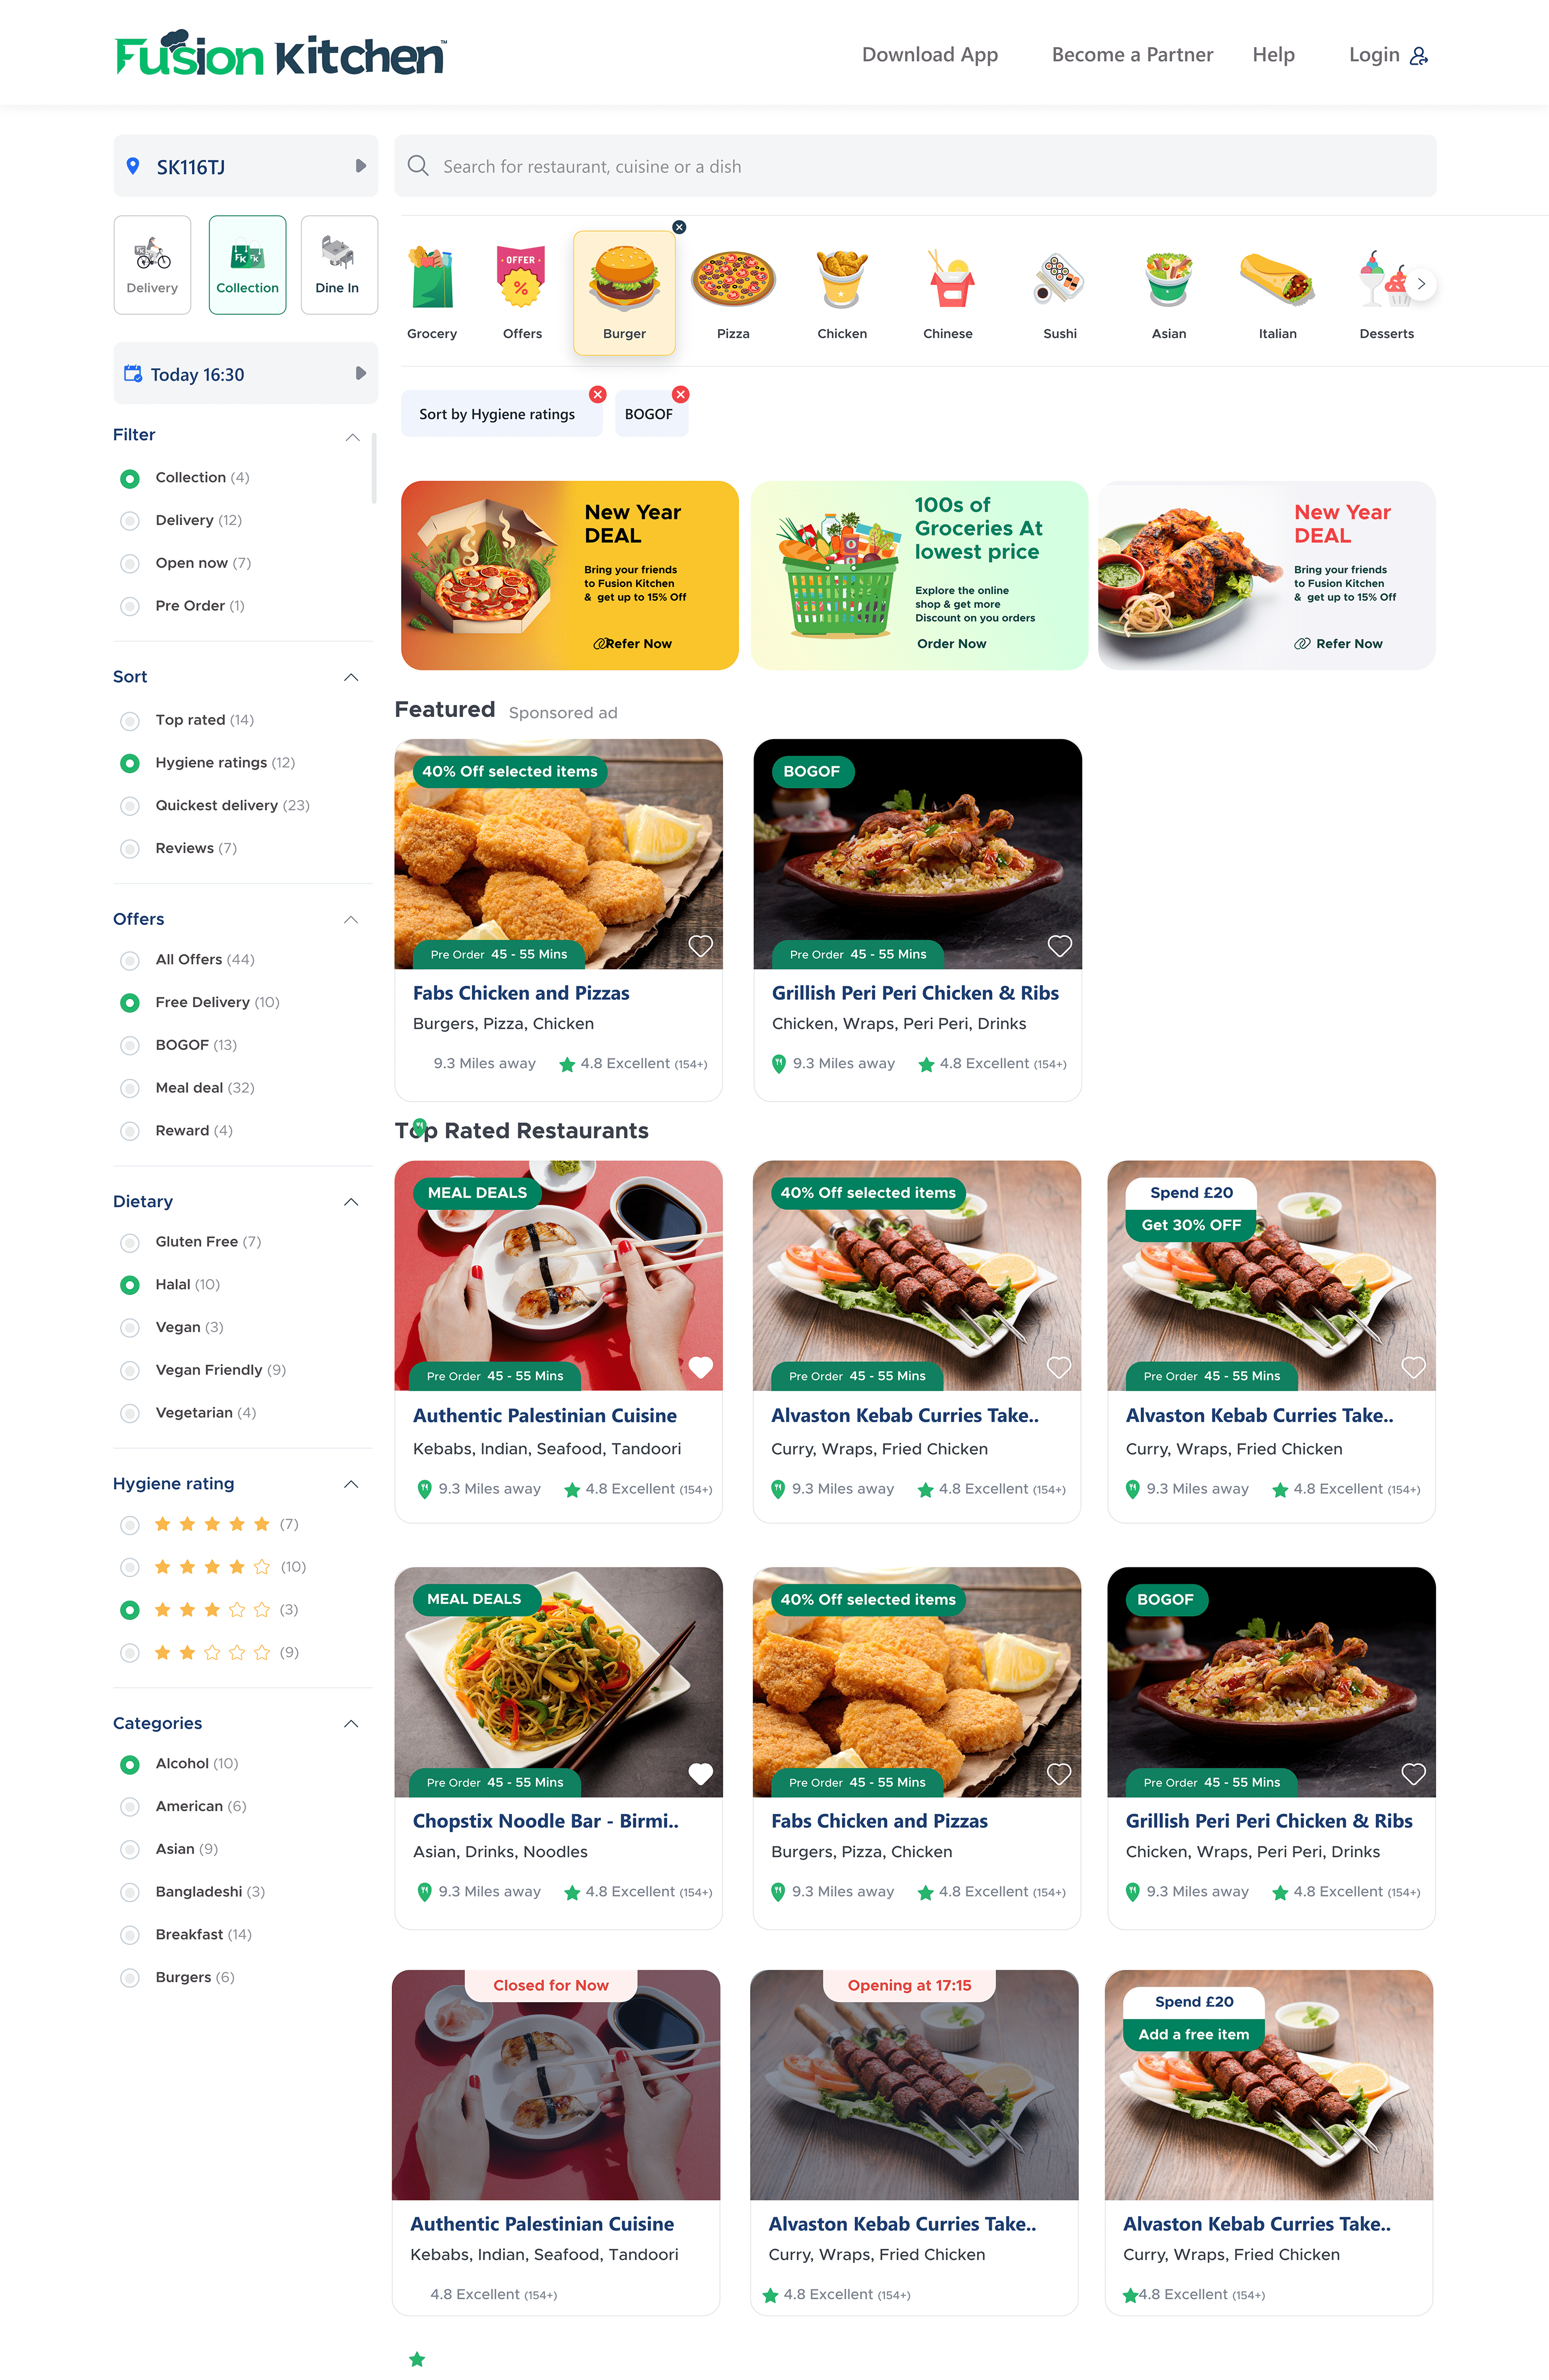 Fusion Kitchen™
Download App
Become a Partner
Help
Login
SK116TJ
Search for restaurant, cuisine or a dish
Delivery
Collection
Dine In
OFFER
%
Grocery
Offers
Burger
Pizza
Chicken
Chinese
Sushi
Asian
Italian
Desserts
Today 16:30
Sort by Hygiene ratings
BOGOF
Filter
Collection (4)
Delivery (12)
Open now (7)
Pre Order (1)
Sort
Top rated (14)
Hygiene ratings (12)
Quickest delivery (23)
Reviews (7)
Offers
All Offers (44)
Free Delivery (10)
BOGOF (13)
Meal deal (32)
Reward (4)
Dietary
Gluten Free (7)
Halal (10)
Vegan (3)
Vegan Friendly (9)
Vegetarian (4)
Hygiene rating
(7)
(10)
(3)
(9)
Categories
Alcohol (10)
American (6)
Asian (9)
Bangladeshi (3)
Breakfast (14)
Burgers (6)
New Year
DEAL
Bring your friends
to Fusion Kitchen
& get up to 15% Off
Refer Now
100s of
Groceries At
lowest price
Explore the online
shop & get more
Discount on you orders
Order Now
New Year
DEAL
Bring your friends
to Fusion Kitchen
& get up to 15% Off
Refer Now
Featured Sponsored ad
40% Off selected items
Pre Order 45 - 55 Mins
Fabs Chicken and Pizzas
Burgers, Pizza, Chicken
9.3 Miles away 4.8 Excellent (154+)
BOGOF
Pre Order 45 - 55 Mins
Grillish Peri Peri Chicken & Ribs
Chicken, Wraps, Peri Peri, Drinks
9.3 Miles away 4.8 Excellent (154+)
Top Rated Restaurants
MEAL DEALS
Pre Order 45 - 55 Mins
Authentic Palestinian Cuisine
Kebabs, Indian, Seafood, Tandoori
9.3 Miles away 4.8 Excellent (154+)
40% Off selected items
Pre Order 45 - 55 Mins
Alvaston Kebab Curries Take..
Curry, Wraps, Fried Chicken
9.3 Miles away 4.8 Excellent (154+)
Spend £20
Get 30% OFF
Pre Order 45 - 55 Mins
Alvaston Kebab Curries Take..
Curry, Wraps, Fried Chicken
9.3 Miles away 4.8 Excellent (154+)
MEAL DEALS
Pre Order 45 - 55 Mins
Chopstix Noodle Bar - Birmi..
Asian, Drinks, Noodles
9.3 Miles away 4.8 Excellent (154+)
40% Off selected items
Pre Order 45 - 55 Mins
Fabs Chicken and Pizzas
Burgers, Pizza, Chicken
9.3 Miles away 4.8 Excellent (154+)
BOGOF
Pre Order 45 - 55 Mins
Grillish Peri Peri Chicken & Ribs
Chicken, Wraps, Peri Peri, Drinks
9.3 Miles away 4.8 Excellent (154+)
Closed for Now
Authentic Palestinian Cuisine
Kebabs, Indian, Seafood, Tandoori
4.8 Excellent (154+)
Opening at 17:15
Alvaston Kebab Curries Take..
Curry, Wraps, Fried Chicken
4.8 Excellent (154+)
Spend £20
Add a free item
Alvaston Kebab Curries Take..
Curry, Wraps, Fried Chicken
4.8 Excellent (154+)